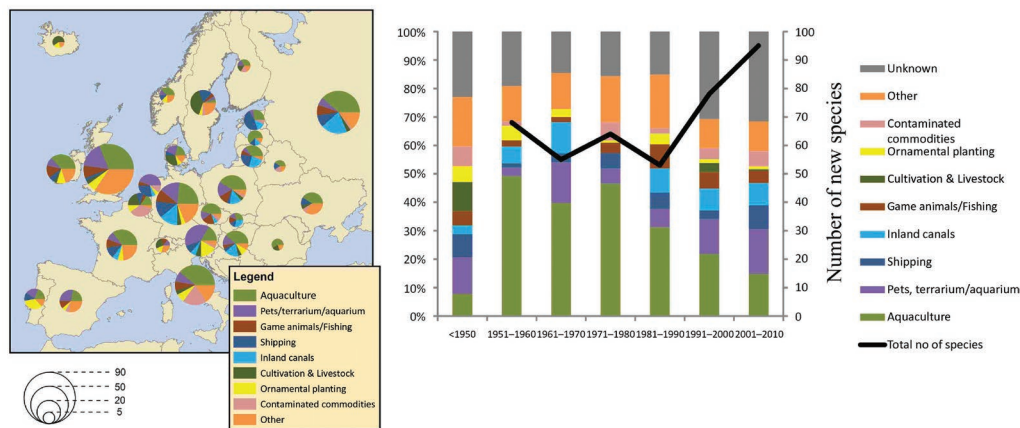 Legend
Aquaculture
Pets/terrarium/aquarium
Game animals/Fishing
Shipping
Inland canals
Cultivation & Livestock
Ornamental planting
Contaminated commodities
Other
90
50
20
5
100%
90%
80%
70%
60%
50%
40%
30%
20%
10%
0%
<1950
1951–1960
1961–1970
1971–1980
1981–1990
1991–2000
2001–2010
100
90
80
70
60
50
40
30
20
10
0
Number of new species
Unknown
Other
Contaminated
commodities
Ornamental planting
Cultivation & Livestock
Game animals/Fishing
Inland canals
Shipping
Pets, terrarium/aquarium
Aquaculture
Total no of species